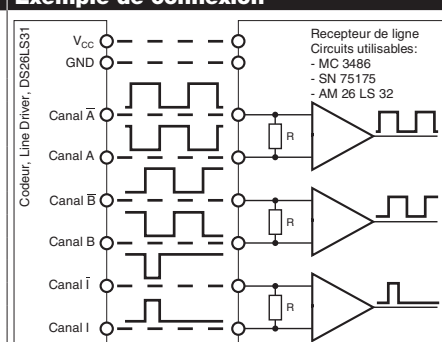 Exemple de connexion
Codeur, Line Driver, DS26LS31
V_CC
GND
Canal A̅
Canal A
Canal B̅
Canal B
Canal I̅
Canal I
Recepteur de ligne
Circuits utilisables:
- MC 3486
- SN 75175
- AM 26 LS 32
R
R
R